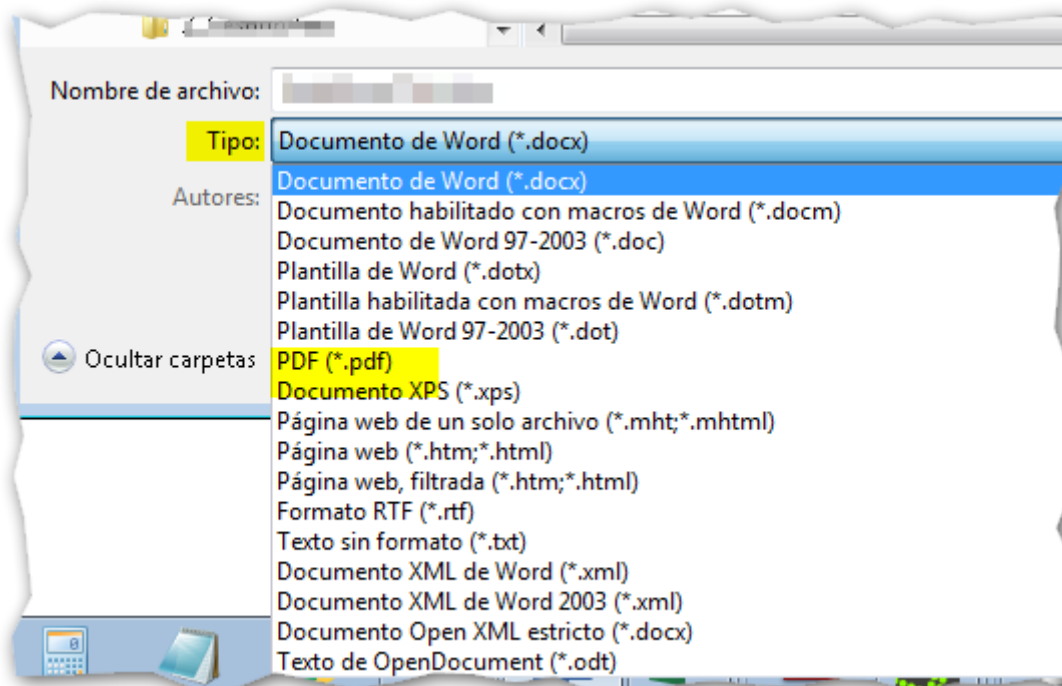 Nombre de archivo:
Tipo: Documento de Word (*.docx)
Autores:
Documento de Word (*.docx)
Documento habilitado con macros de Word (*.docm)
Documento de Word 97-2003 (*.doc)
Plantilla de Word (*.dotx)
Plantilla habilitada con macros de Word (*.dotm)
Plantilla de Word 97-2003 (*.dot)
Ocultar carpetas
PDF (*.pdf)
Documento XPS (*.xps)
Página web de un solo archivo (*.mht;*.mhtml)
Página web (*.htm;*.html)
Página web, filtrada (*.htm;*.html)
Formato RTF (*.rtf)
Texto sin formato (*.txt)
Documento XML de Word (*.xml)
Documento XML de Word 2003 (*.xml)
Documento Open XML estricto (*.docx)
Texto de OpenDocument (*.odt)